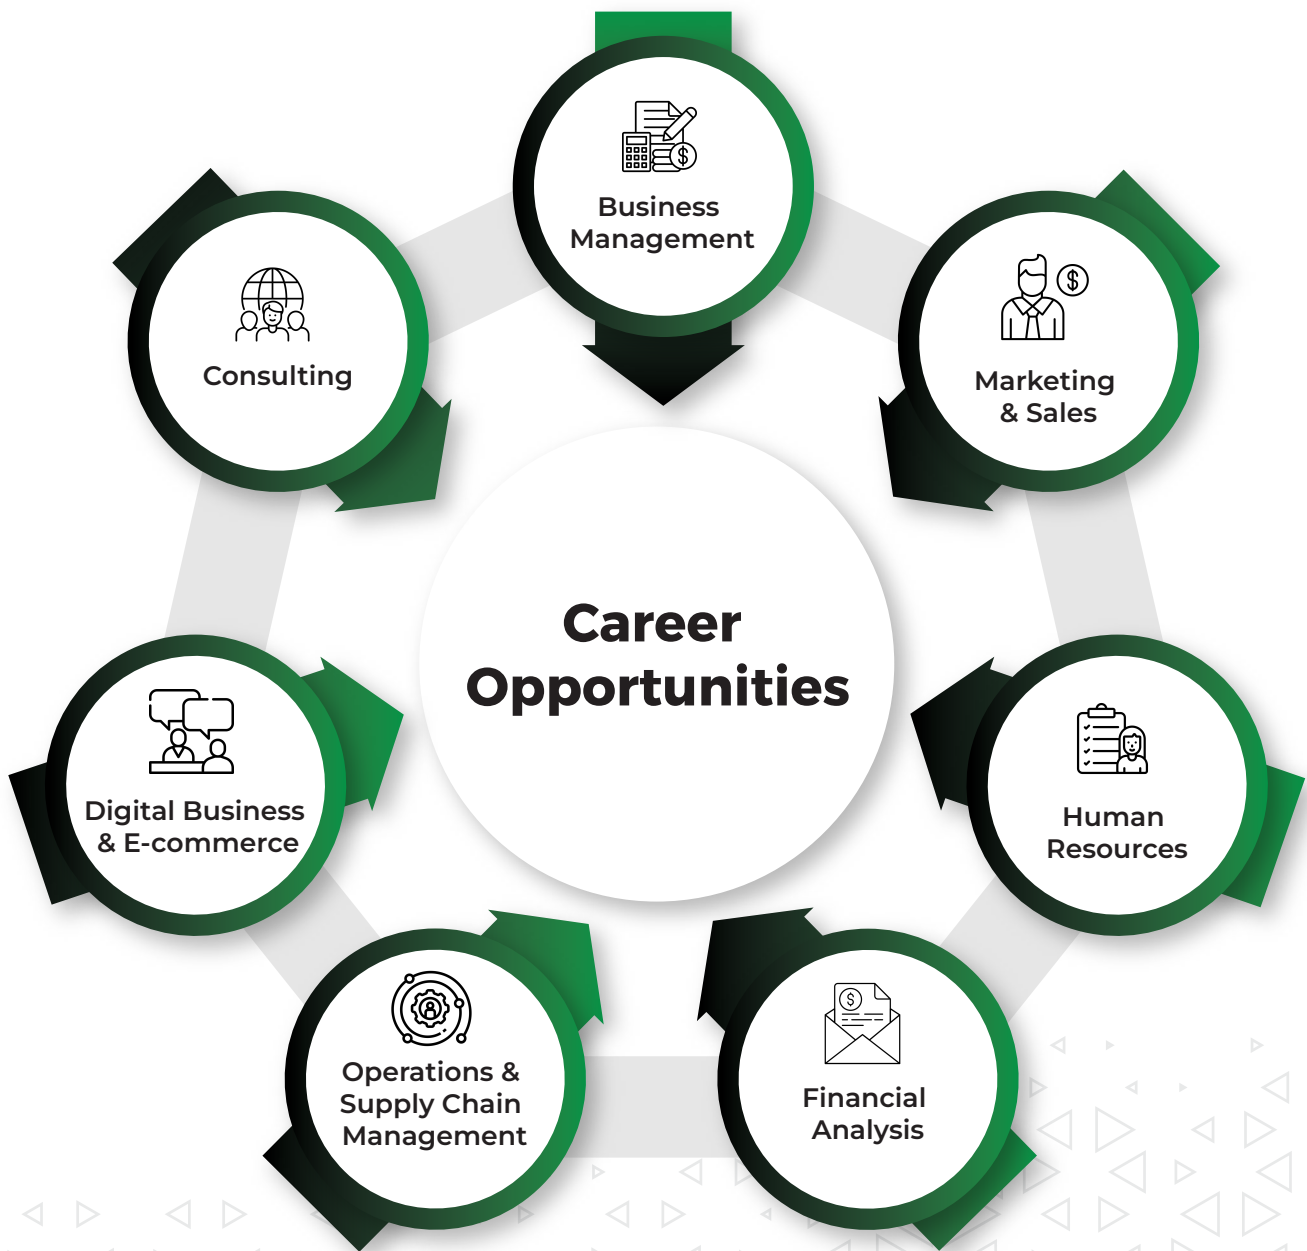 Business
Management
Marketing
& Sales
Human
Resources
Financial
Analysis
Operations &
Supply Chain
Management
Digital Business
& E-commerce
Consulting
Career
Opportunities